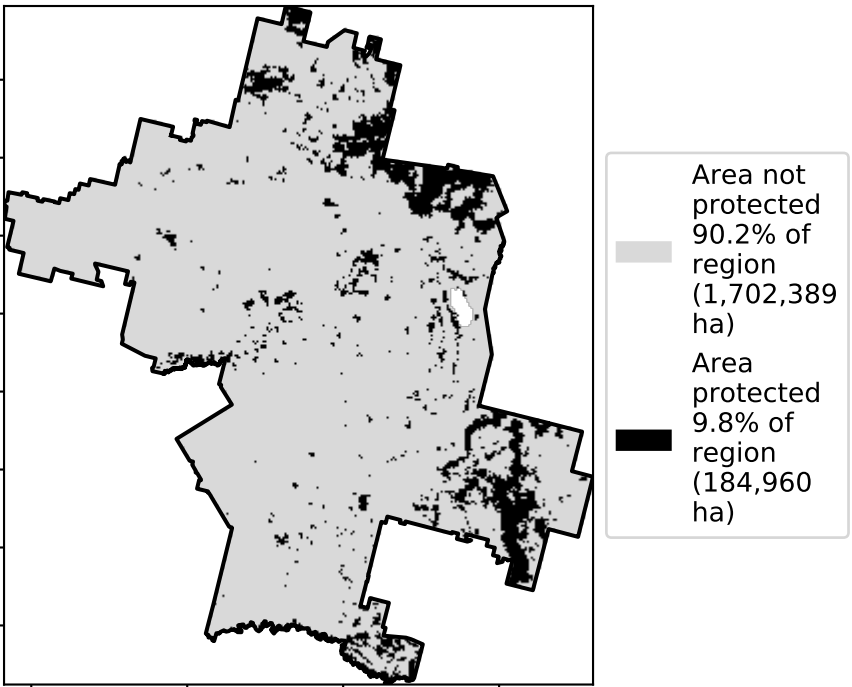 Area not
protected
90.2% of
region
(1,702,389
ha)
Area
protected
9.8% of
region
(184,960
ha)